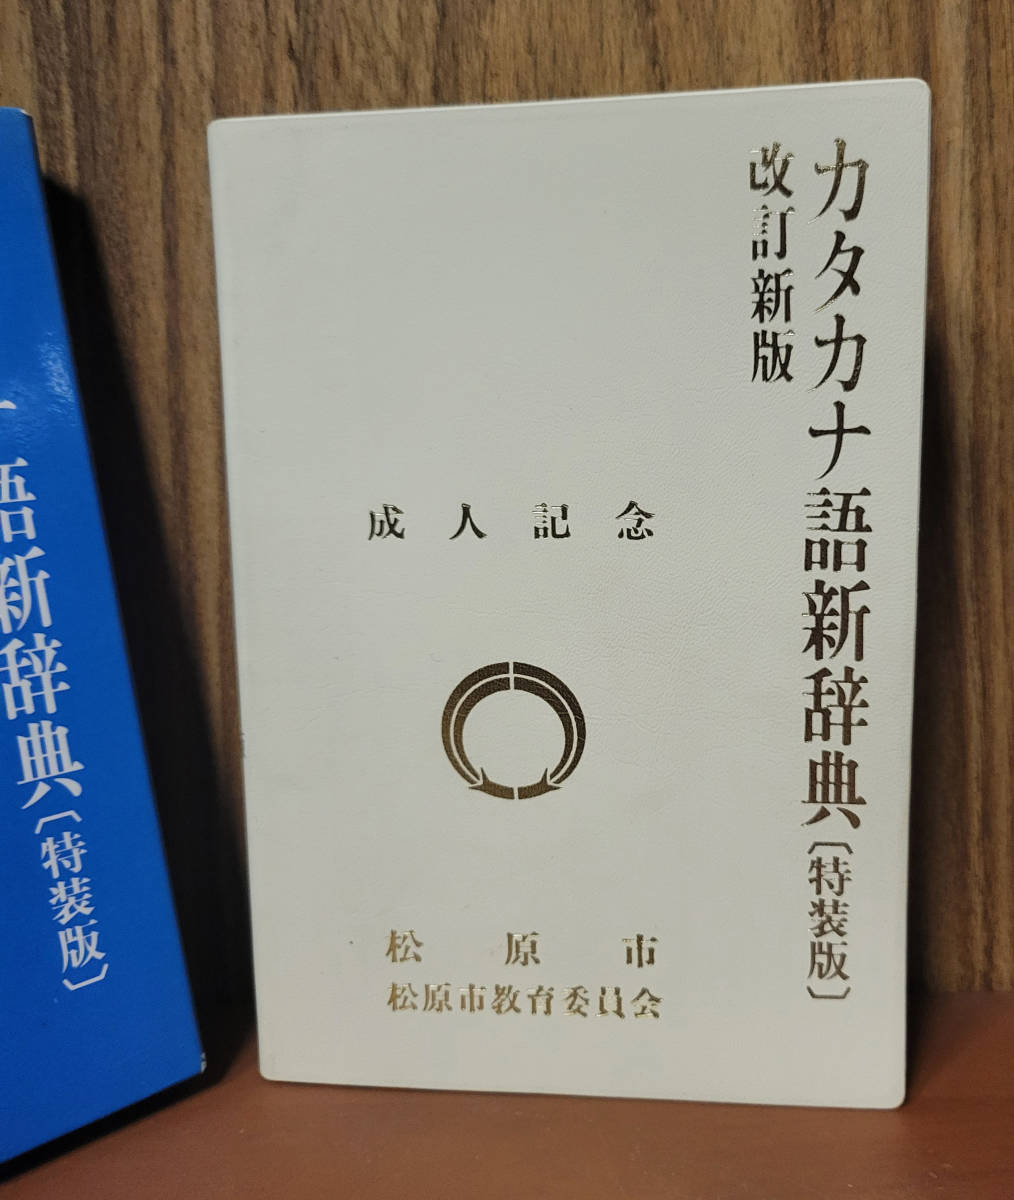 カタカナ語新辞典〔特装版〕
改訂新版
成人記念
松原市
松原市教育委員会
語新辞典〔特装版〕